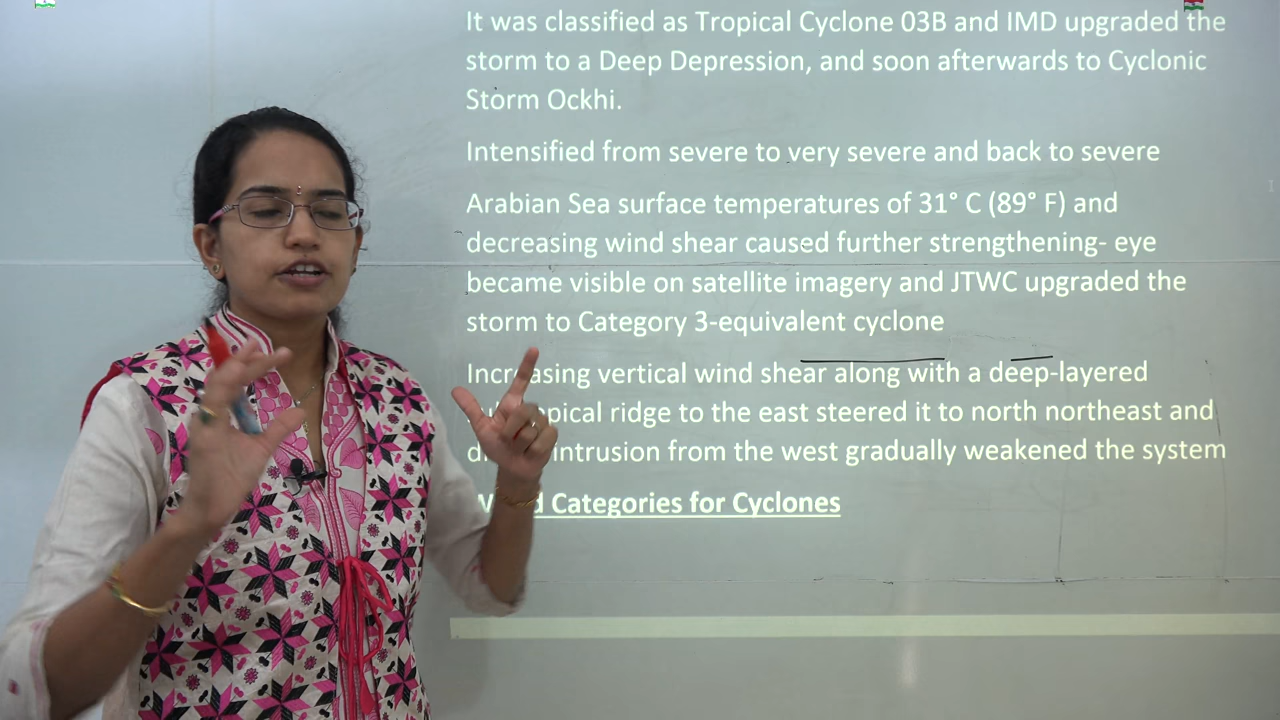 It was classified as Tropical Cyclone 03B and IMD upgraded the
storm to a Deep Depression, and soon afterwards to Cyclonic
Storm Ockhi.
Intensified from severe to very severe and back to severe
Arabian Sea surface temperatures of 31° C (89° F) and
decreasing wind shear caused further strengthening- eye
became visible on satellite imagery and JTWC upgraded the
storm to Category 3-equivalent cyclone
Increasing vertical wind shear along with a deep-layered
ridge to the east steered it to north northeast and
intrusion from the west gradually weakened the system
Categories for Cyclones